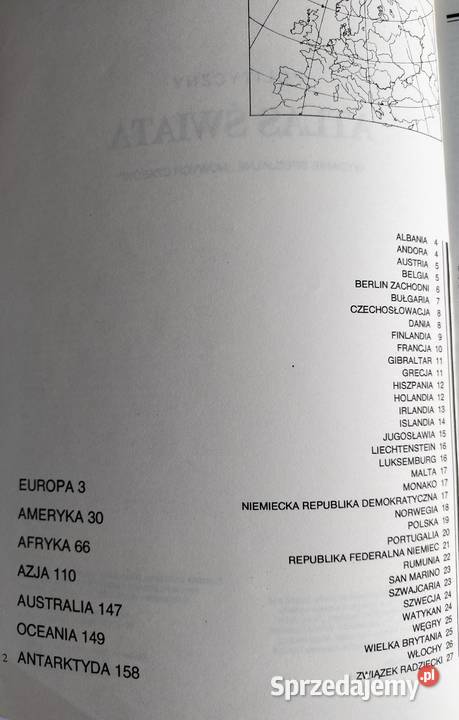 ALBANIA 4
ANDORA 4
AUSTRIA 5
BELGIA 5
BERLIN ZACHODNI 6
BUŁGARIA 7
CZECHOSŁOWACJA 8
DANIA 8
FINLANDIA 9
FRANCJA 10
GIBRALTAR 11
GRECJA 11
HISZPANIA 12
HOLANDIA 12
IRLANDIA 13
ISLANDIA 14
JUGOSŁAWIA 15
LIECHTENSTEIN 16
LUKSEMBURG 16
MALTA 17
MONAKO 17
NIEMIECKA REPUBLIKA DEMOKRATYCZNA 17
NORWEGIA 18
POLSKA 19
PORTUGALIA 20
REPUBLIKA FEDERALNA NIEMIEC 21
RUMUNIA 22
SAN MARINO 23
SZWAJCARIA 23
SZWECJA 24
WATYKAN 24
WĘGRY 25
WIELKA BRYTANIA 25
WŁOCHY 26
ZWIĄZEK RADZIECKI 27
EUROPA 3
AMERYKA 30
AFRYKA 66
AZJA 110
AUSTRALIA 147
OCEANIA 149
ANTARKTYDA 158
2
ATLAS ŚWIATA
Sprzedajemy.pl